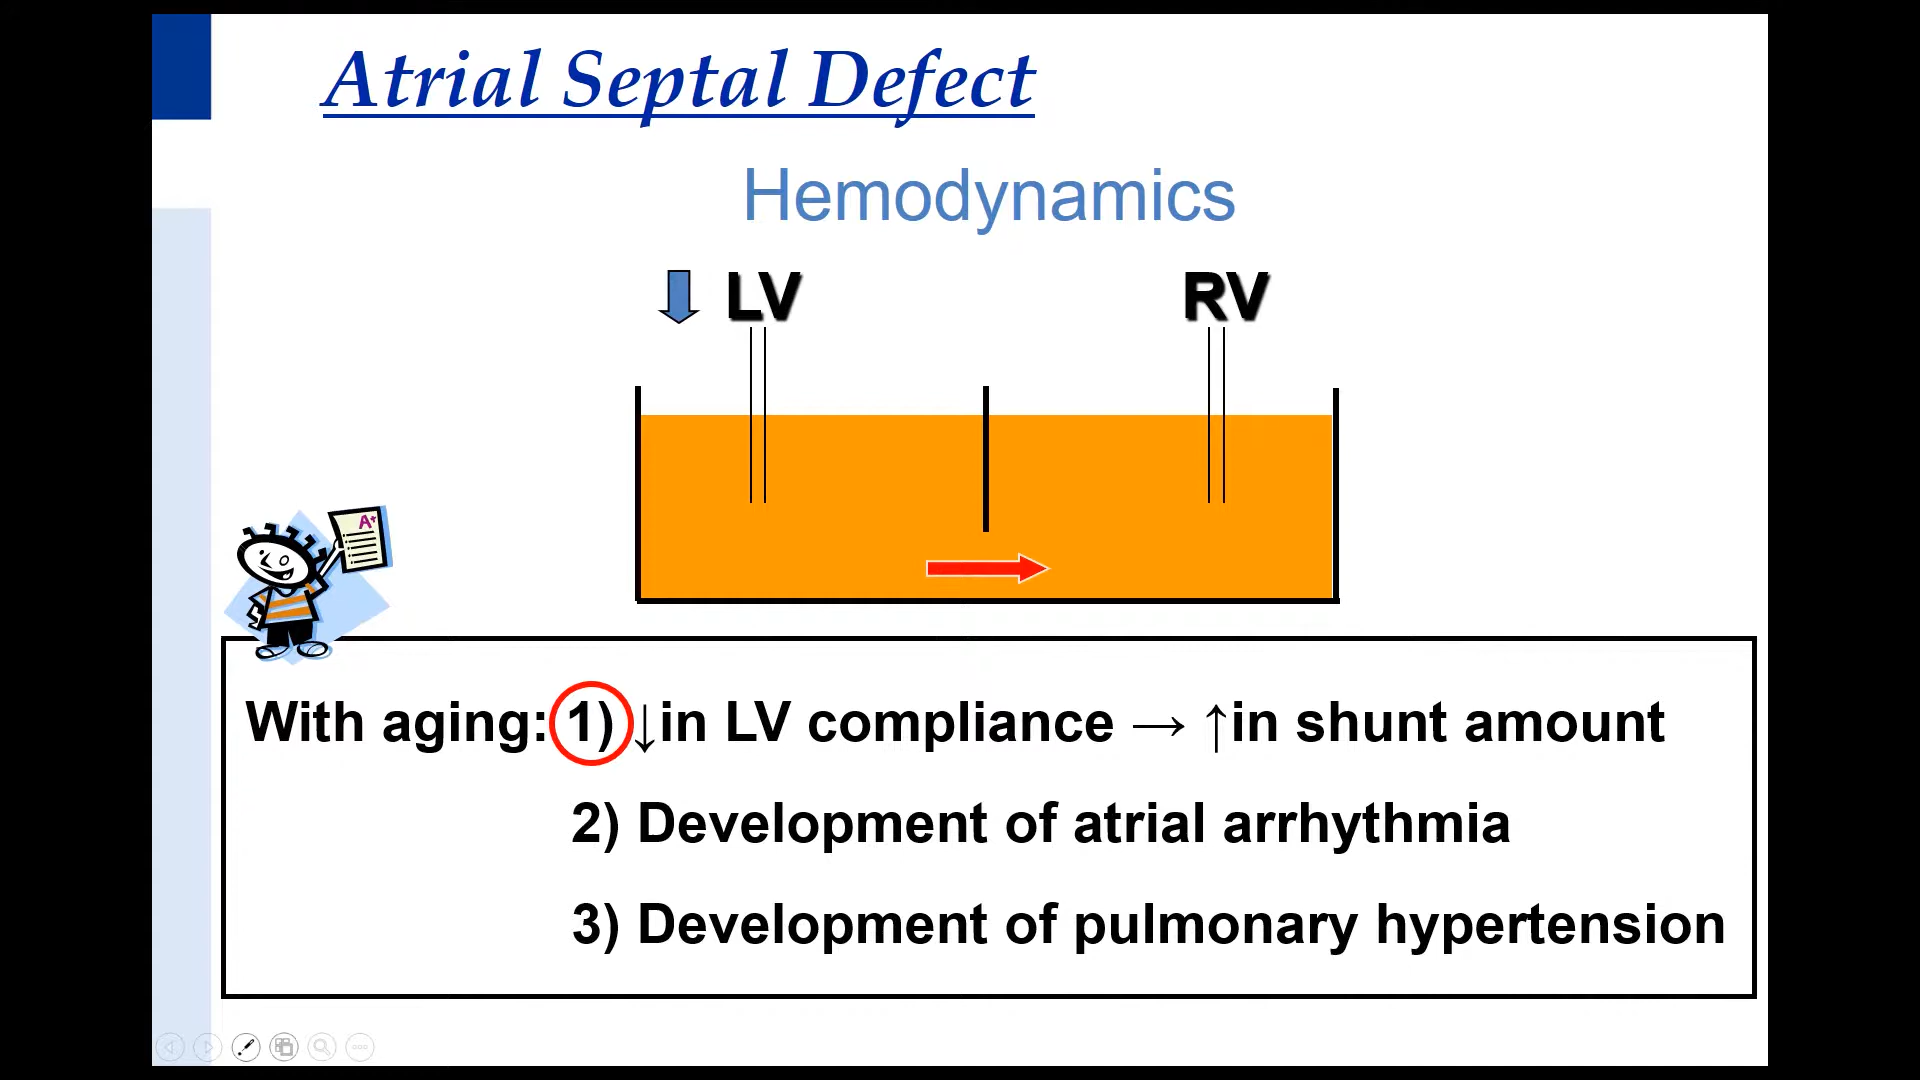 Atrial Septal Defect
Hemodynamics
LV
RV
A+
With aging: 1) ↓in LV compliance → ↑in shunt amount
2) Development of atrial arrhythmia
3) Development of pulmonary hypertension